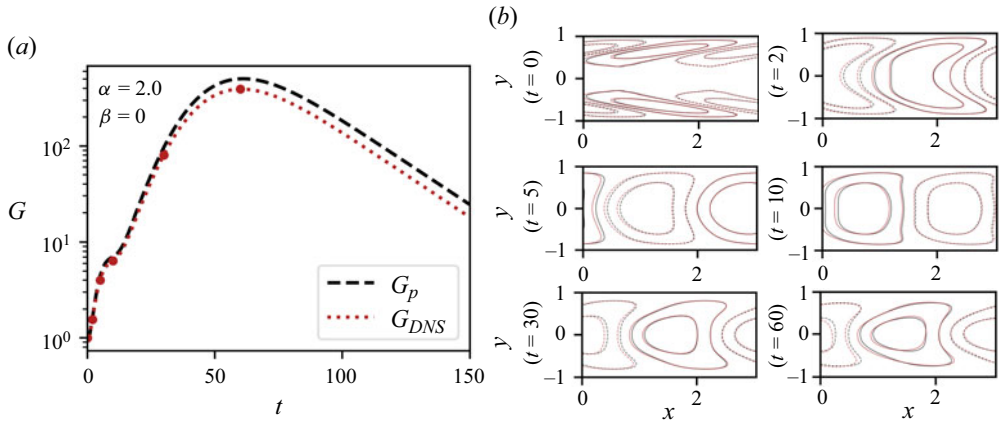 (a)
α = 2.0
β = 0
G
10²
10¹
10⁰
G_p
G_DNS
0 50 100 150
t
(b)
y
(t = 0)
1
0
–1
0 2
(t = 2)
1
0
–1
0 2
y
(t = 5)
1
0
–1
0 2
(t = 10)
1
0
–1
0 2
y
(t = 30)
1
0
–1
0 2
x
(t = 60)
1
0
–1
0 2
x